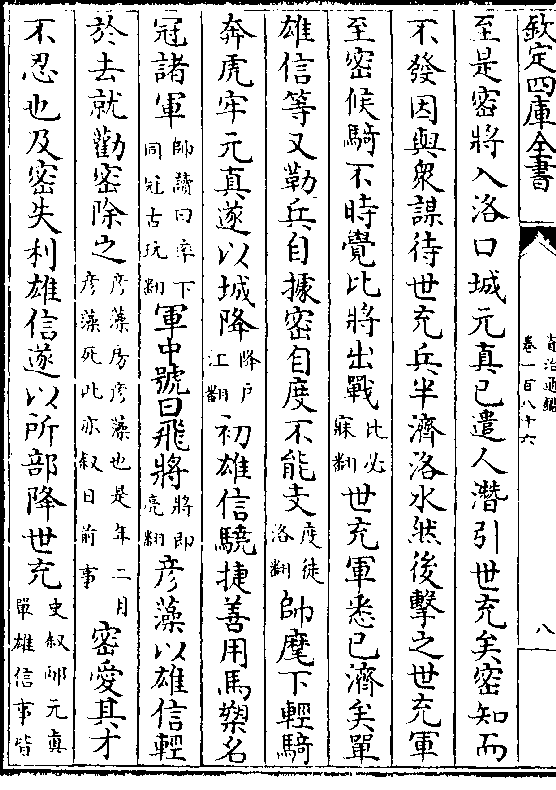 欽定四庫全書
資治通鑑
卷一百八十六
八
至是密將入洛口城元真已遣人潛引世充矣密知而
不發因與衆謀待世充兵半濟洛水然後擊之世充軍
至密候騎不時覺比將出戰比必寐翻世充軍悉已濟矣單
雄信等又勒兵自據密自度不能支度徒洛翻帥麾下輕騎
奔虎牢元真遂以城降降戶江翻初雄信驍捷善用馬槊名
冠諸軍帥讀曰率下同冠古玩翻軍中號曰飛將將即亮翻彦藻以雄信輕
於去就勸密除之彦藻房彦藻也是年二月彦藻死此亦叙日前事密愛其才
不忍也及密失利雄信遂以所部降世充史叙邴元真單雄信事皆